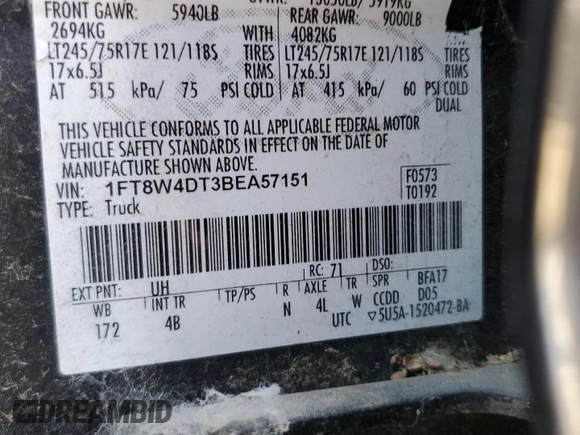 FRONT GAWR: 5940LB REAR GAWR: 9000LB
2694KG WITH 4082KG WITH
LT245/75R17E 121/118S TIRES LT245/75R17E 121/118S TIRES
17x6.5J RIMS 17x6.5J RIMS
AT 515 kPa/ 75 PSI COLD AT 415 kPa/ 60 PSI COLD
DUAL
THIS VEHICLE CONFORMS TO ALL APPLICABLE FEDERAL MOTOR
VEHICLE SAFETY STANDARDS IN EFFECT ON THE DATE OF
MANUFACTURE SHOWN ABOVE.
VIN: 1FT8W4DT3BEA57151
TYPE: Truck
F0573
T0192
EXT PNT: UH RC: 71 DSO:
WB INT TR TP/PS R AXLE TR SPR BFA17
172 4B N 4L W CCDD D05
UTC ▽5U5A-1520472-BA
DREAMBID